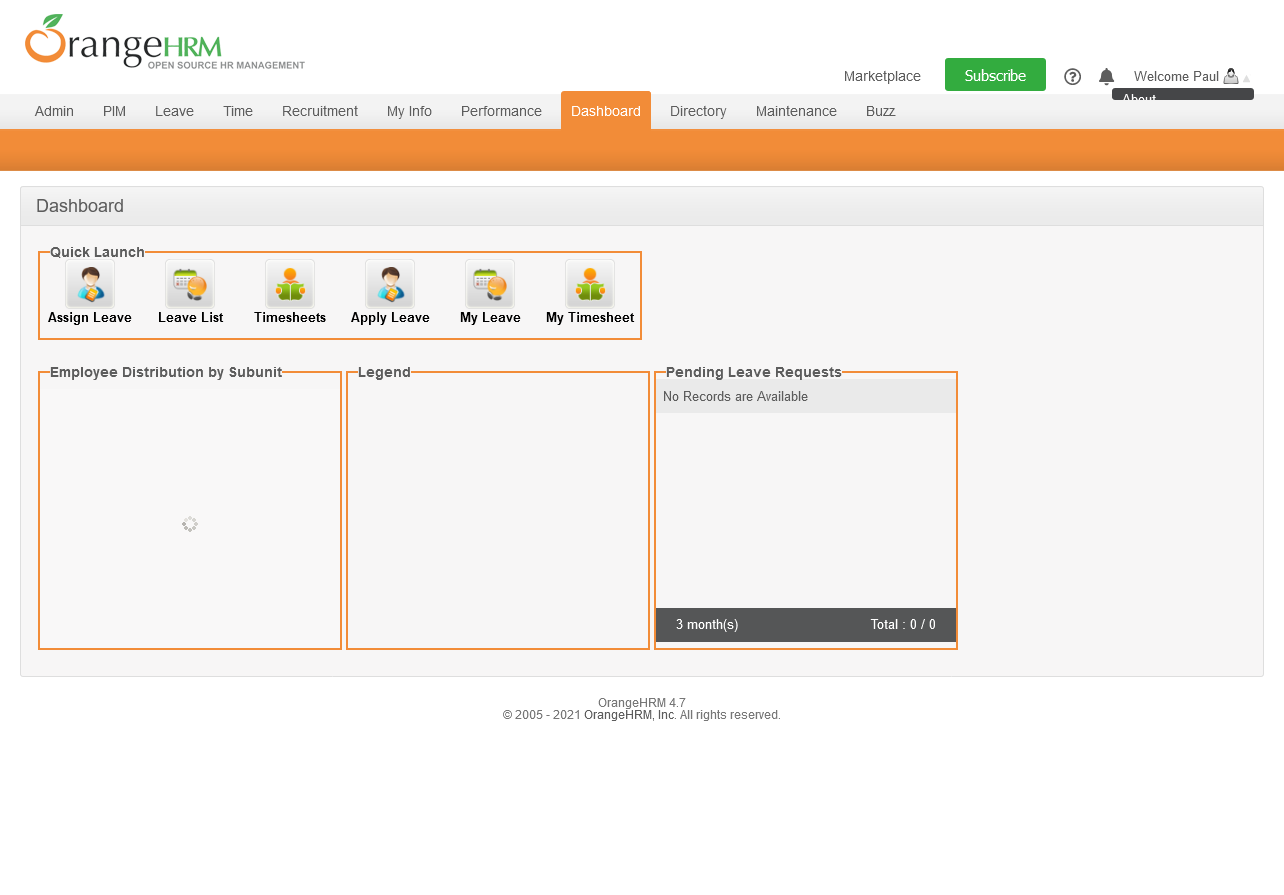 OrangeHRM
OPEN SOURCE HR MANAGEMENT
Marketplace
Subscribe
?
Welcome Paul
About
Admin PIM Leave Time Recruitment My Info Performance Dashboard Directory Maintenance Buzz
Dashboard
Quick Launch
Assign Leave Leave List Timesheets Apply Leave My Leave My Timesheet
Employee Distribution by Subunit
Legend
Pending Leave Requests
No Records are Available
3 month(s) Total : 0 / 0
OrangeHRM 4.7
© 2005 - 2021 OrangeHRM, Inc. All rights reserved.